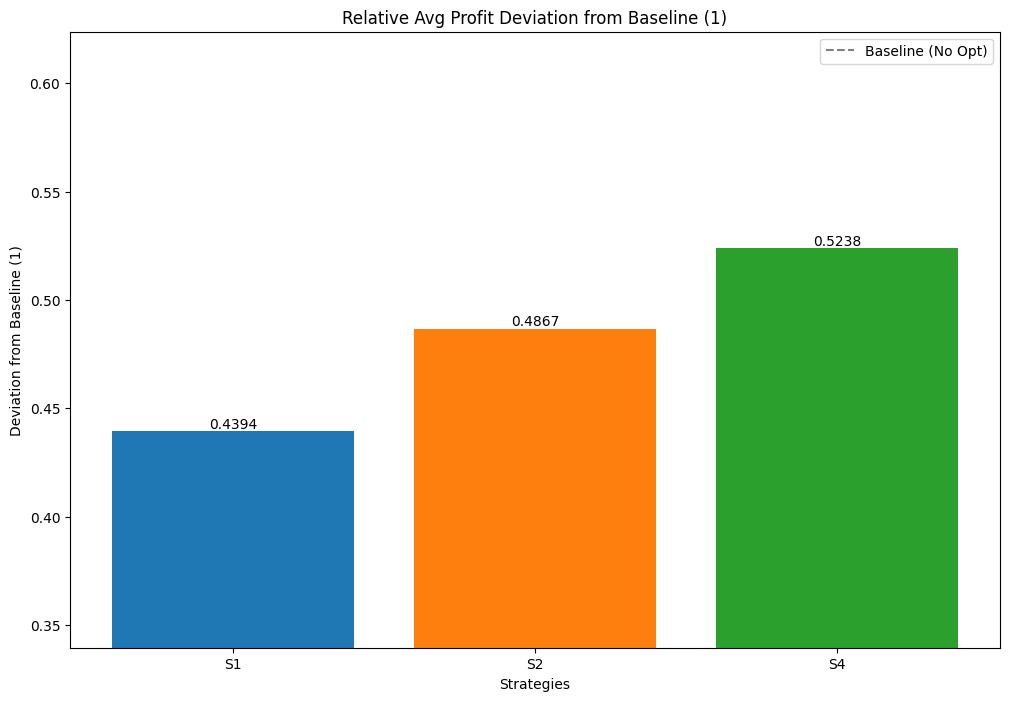 Relative Avg Profit Deviation from Baseline (1)
Baseline (No Opt)
0.60
0.55
0.50
0.45
0.40
0.35
Deviation from Baseline (1)
0.4394
0.4867
0.5238
S1
S2
S4
Strategies